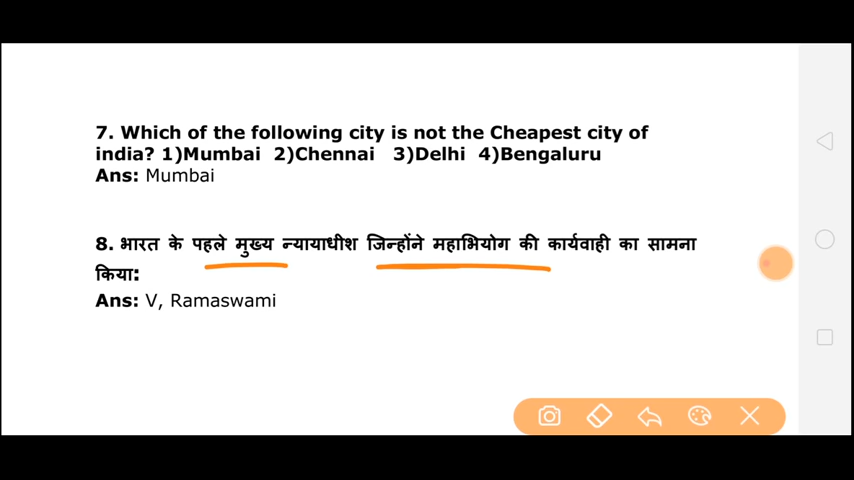 7. Which of the following city is not the Cheapest city of
india? 1)Mumbai 2)Chennai 3)Delhi 4)Bengaluru
Ans: Mumbai
8. भारत के पहले मुख्य न्यायाधीश जिन्होंने महाभियोग की कार्यवाही का सामना
किया:
Ans: V, Ramaswami